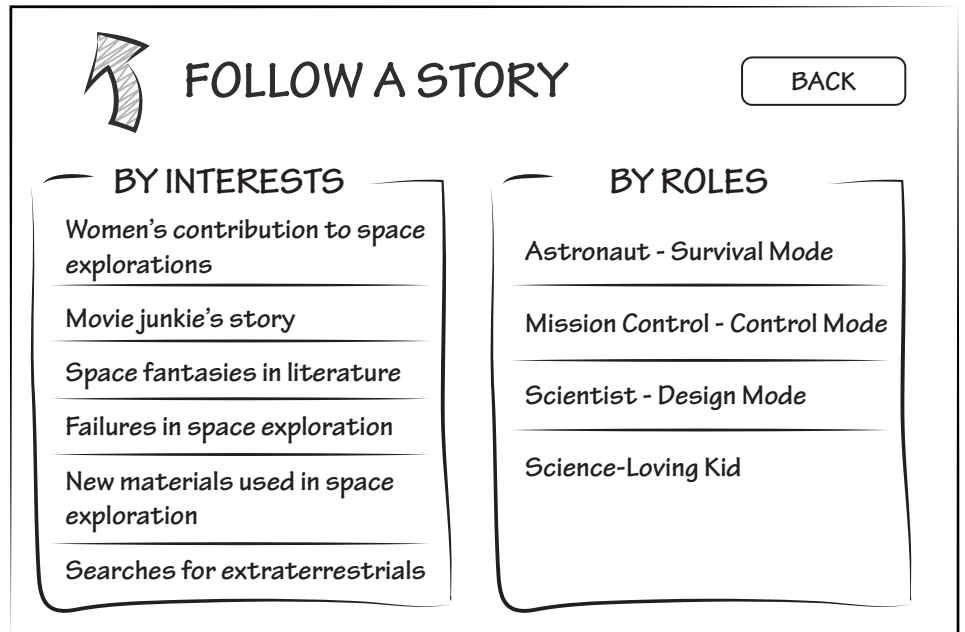 FOLLOW A STORY
BACK
BY INTERESTS
Women's contribution to space
explorations
Movie junkie's story
Space fantasies in literature
Failures in space exploration
New materials used in space
exploration
Searches for extraterrestrials
BY ROLES
Astronaut - Survival Mode
Mission Control - Control Mode
Scientist - Design Mode
Science-Loving Kid